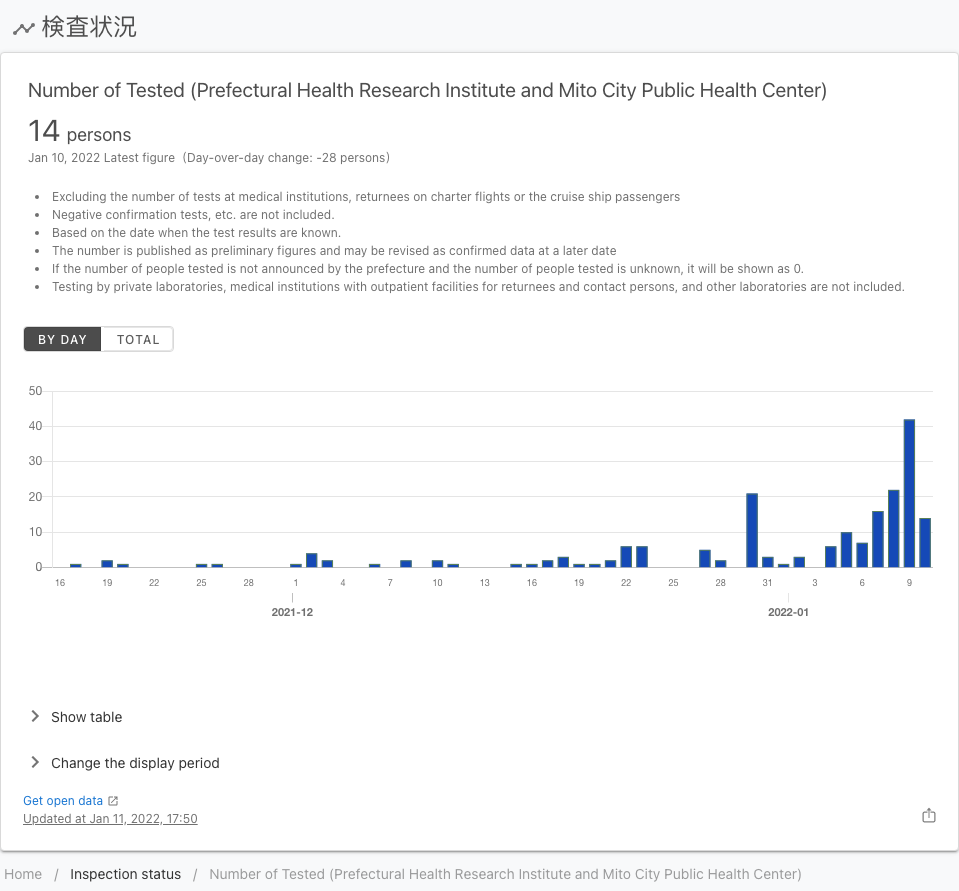 検査状況
Number of Tested (Prefectural Health Research Institute and Mito City Public Health Center)
14 persons
Jan 10, 2022 Latest figure (Day-over-day change: -28 persons)
• Excluding the number of tests at medical institutions, returnees on charter flights or the cruise ship passengers
• Negative confirmation tests, etc. are not included.
• Based on the date when the test results are known.
• The number is published as preliminary figures and may be revised as confirmed data at a later date
• If the number of people tested is not announced by the prefecture and the number of people tested is unknown, it will be shown as 0.
• Testing by private laboratories, medical institutions with outpatient facilities for returnees and contact persons, and other laboratories are not included.
BY DAY TOTAL
50
40
30
20
10
0
16 19 22 25 28 1 4 7 10 13 16 19 22 25 28 31 3 6 9
2021-12 2022-01
Show table
Change the display period
Get open data
Updated at Jan 11, 2022, 17:50
Home / Inspection status / Number of Tested (Prefectural Health Research Institute and Mito City Public Health Center)